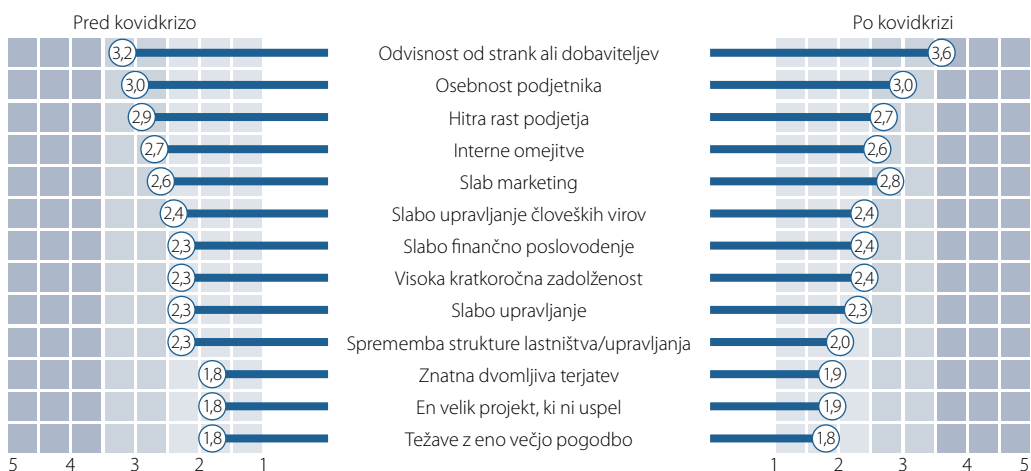 Pred kovidkrizo Po kovidkrizi
3,2 Odvisnost od strank ali dobaviteljev 3,6
3,0 Osebnost podjetnika 3,0
2,9 Hitra rast podjetja 2,7
2,7 Interne omejitve 2,6
2,6 Slab marketing 2,8
2,4 Slabo upravljanje človeških virov 2,4
2,3 Slabo finančno poslovodenje 2,4
2,3 Visoka kratkoročna zadolženost 2,4
2,3 Slabo upravljanje 2,3
2,3 Sprememba strukture lastništva/upravljanja 2,0
1,8 Znatna dvomljiva terjatev 1,9
1,8 En velik projekt, ki ni uspel 1,9
1,8 Težave z eno večjo pogodbo 1,8
5 4 3 2 1 1 2 3 4 5